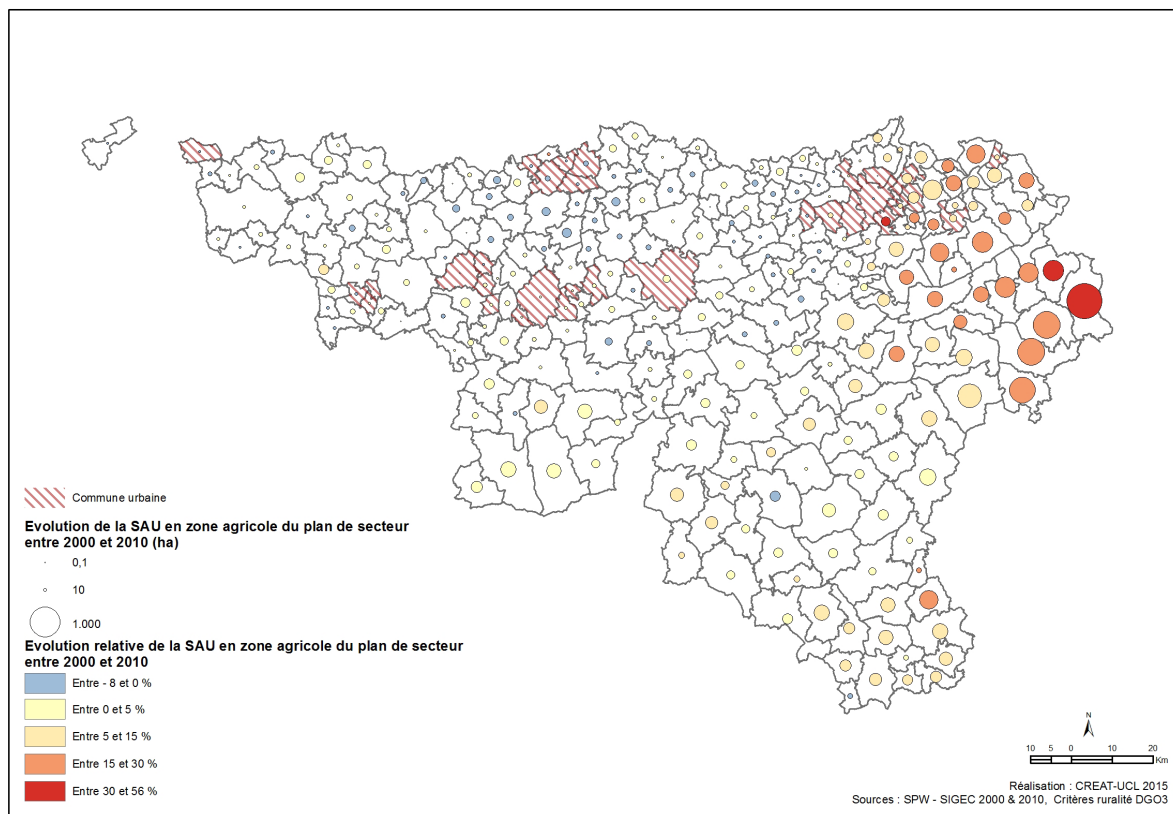 Commune urbaine
Evolution de la SAU en zone agricole du plan de secteur
entre 2000 et 2010 (ha)
0,1
10
1.000
Evolution relative de la SAU en zone agricole du plan de secteur
entre 2000 et 2010
Entre - 8 et 0 %
Entre 0 et 5 %
Entre 5 et 15 %
Entre 15 et 30 %
Entre 30 et 56 %
N
10 5 0 10 20
Km
Réalisation : CREAT-UCL 2015
Sources : SPW - SIGEC 2000 & 2010, Critères ruralité DGO3